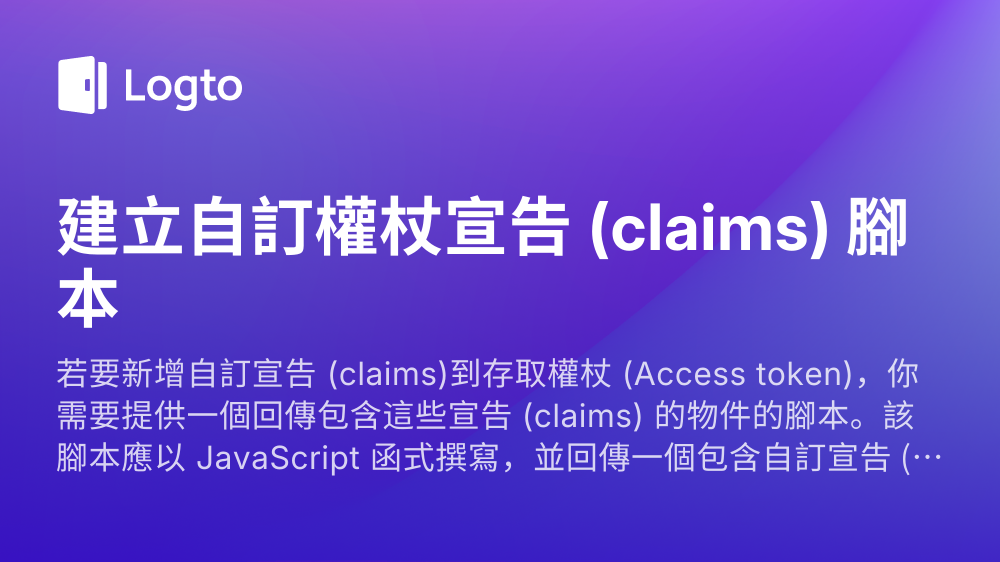 Logto
建立自訂權杖宣告 (claims) 腳
本
若要新增自訂宣告 (claims)到存取權杖 (Access token)，你
需要提供一個回傳包含這些宣告 (claims) 的物件的腳本。該
腳本應以 JavaScript 函式撰寫，並回傳一個包含自訂宣告 (…